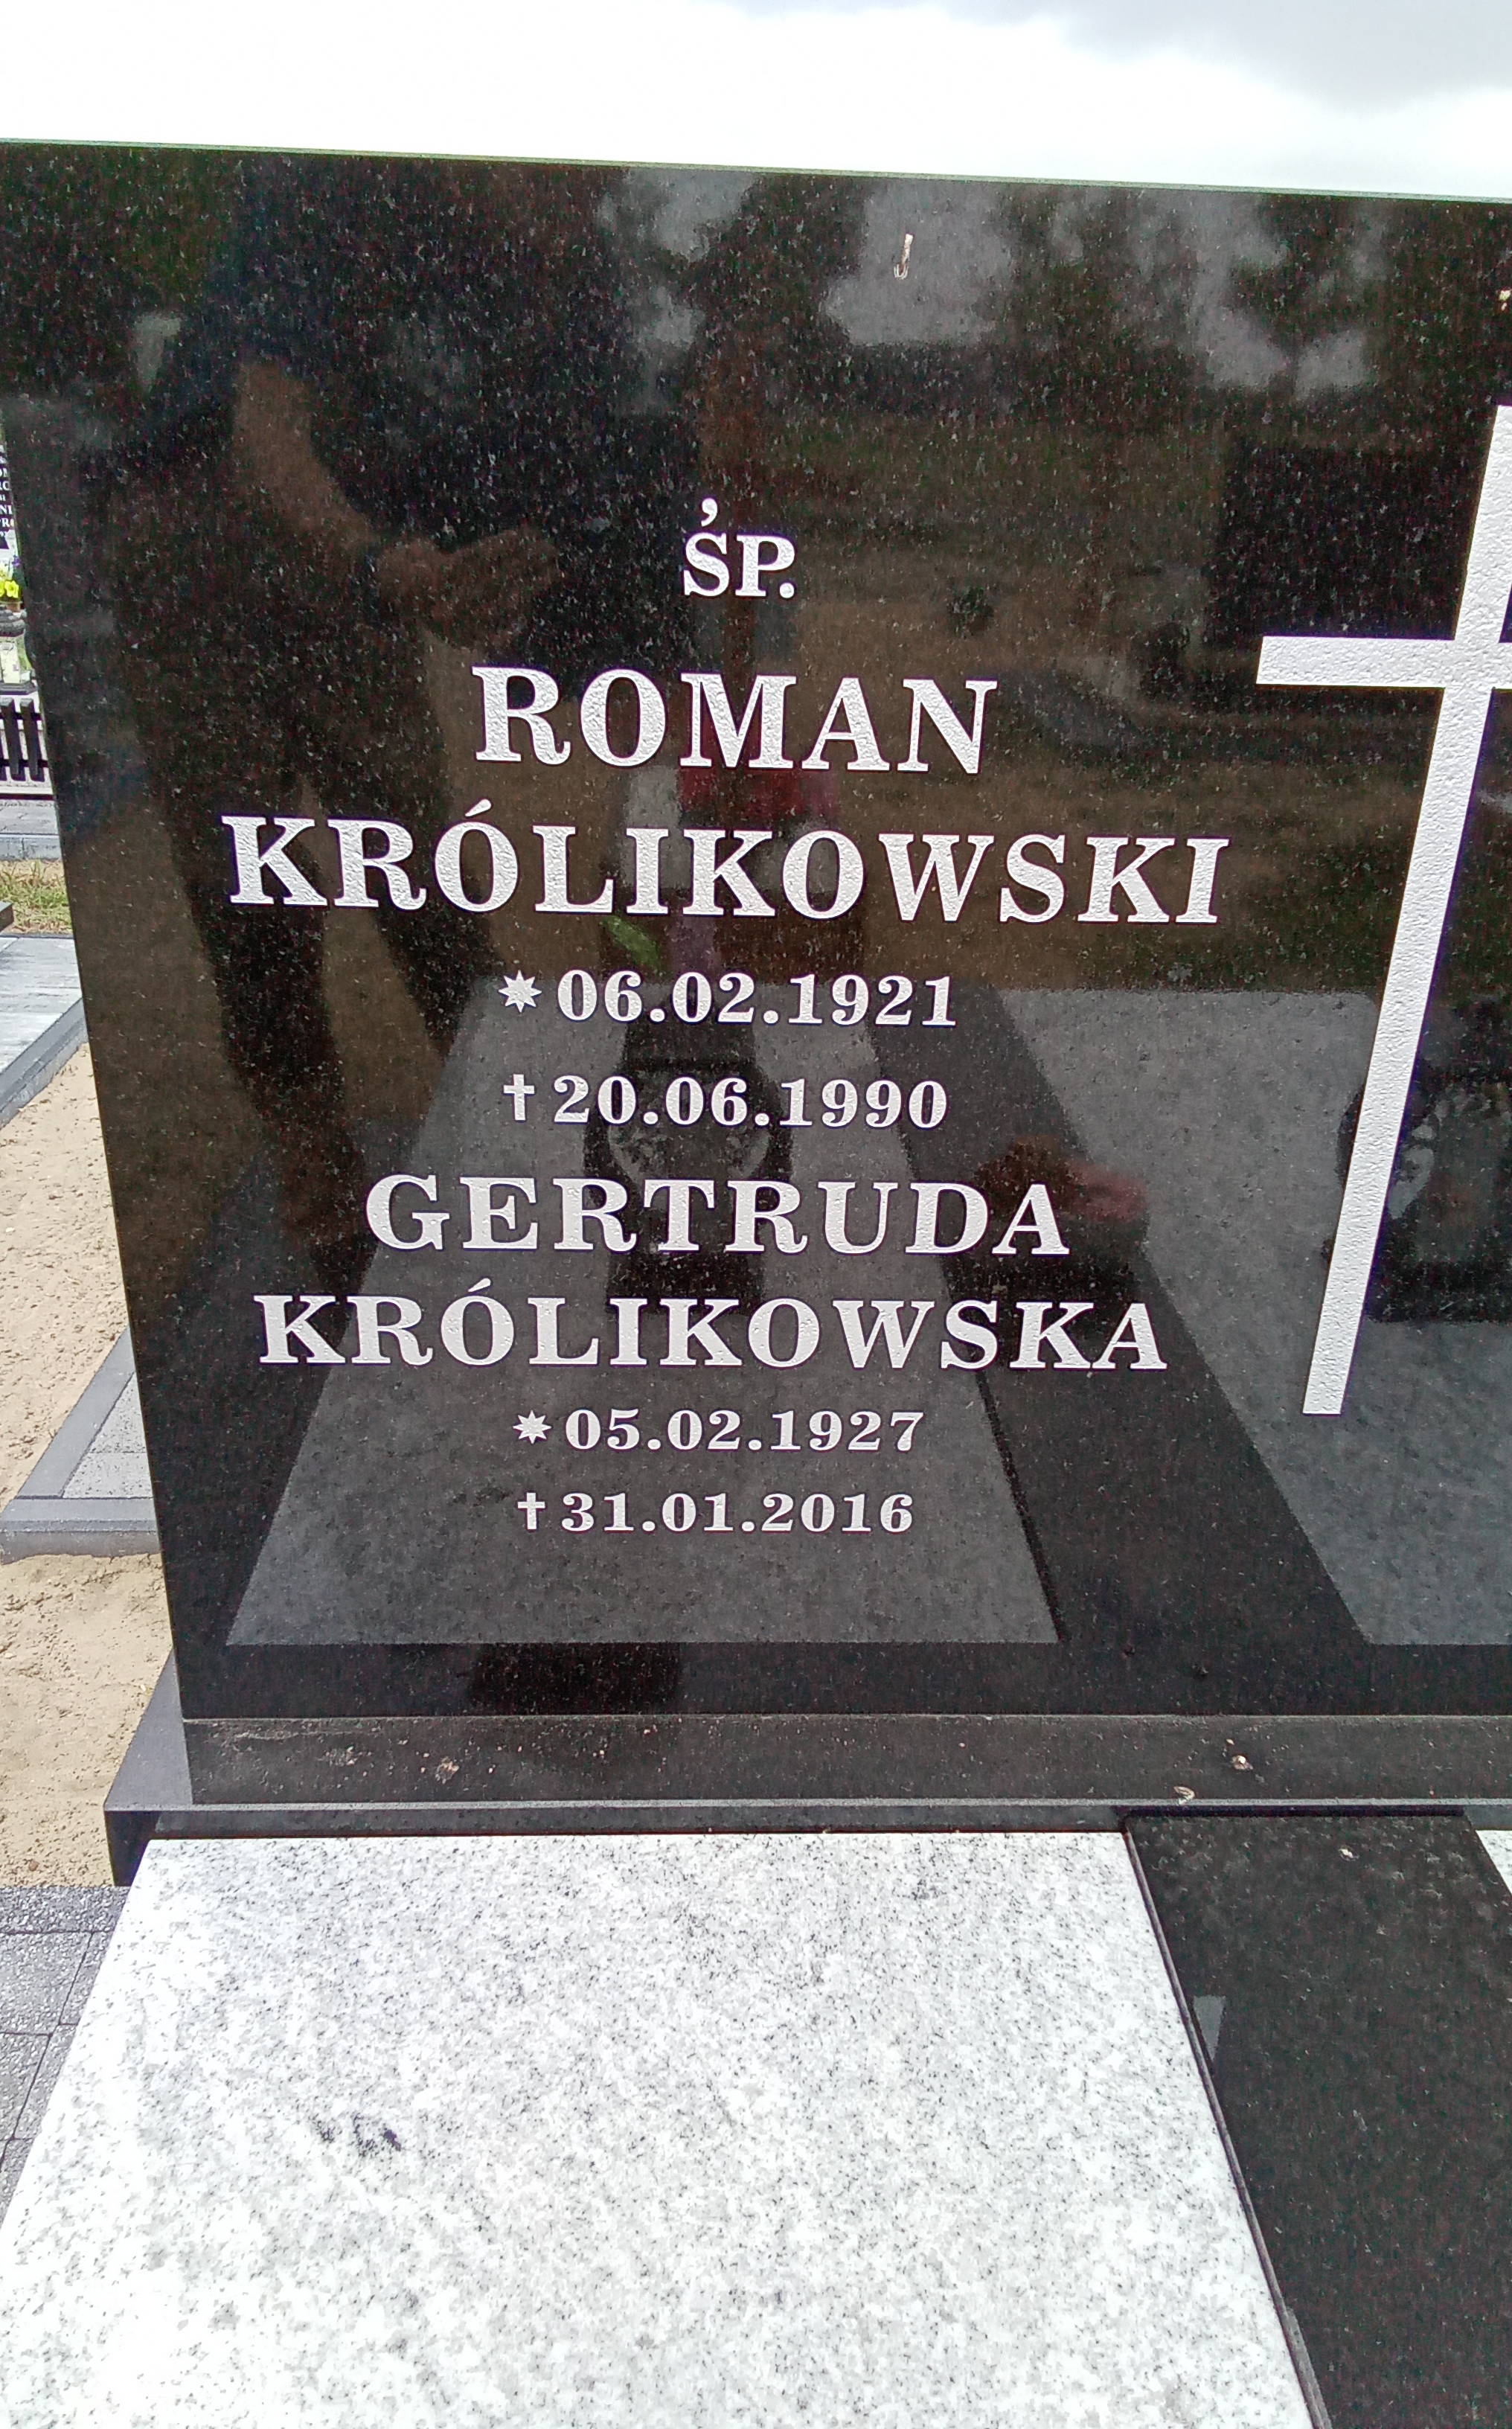 ŚP.
ROMAN
KRÓLIKOWSKI
*06.02.1921
†20.06.1990
GERTRUDA
KRÓLIKOWSKA
*05.02.1927
†31.01.2016